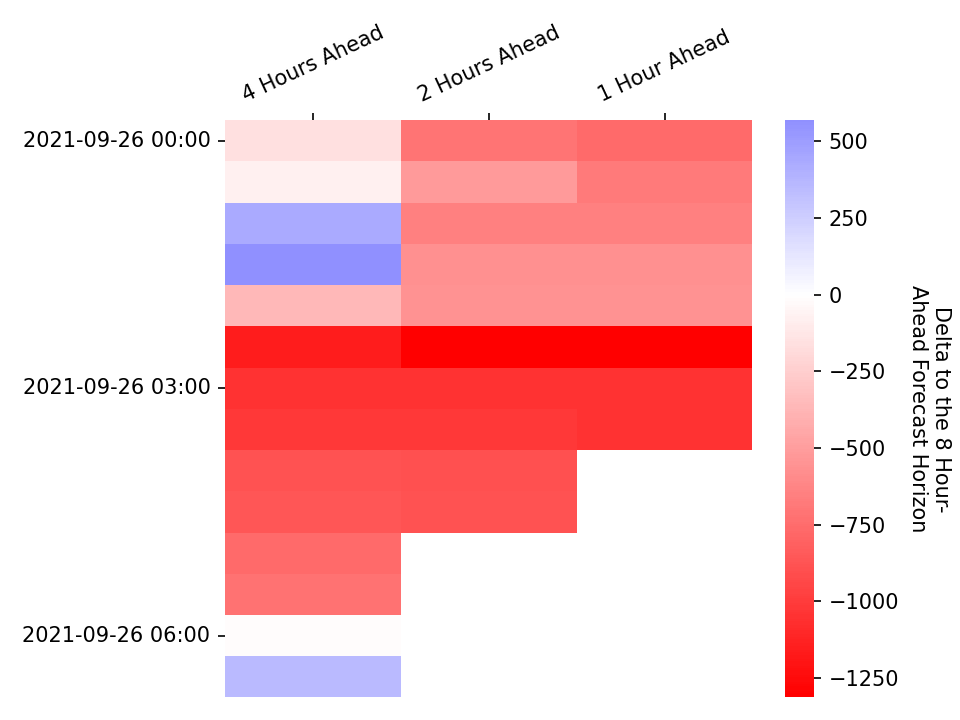 4 Hours Ahead
2 Hours Ahead
1 Hour Ahead
2021-09-26 00:00
2021-09-26 03:00
2021-09-26 06:00
500
250
0
−250
−500
−750
−1000
−1250
Delta to the 8 Hour-
Ahead Forecast Horizon